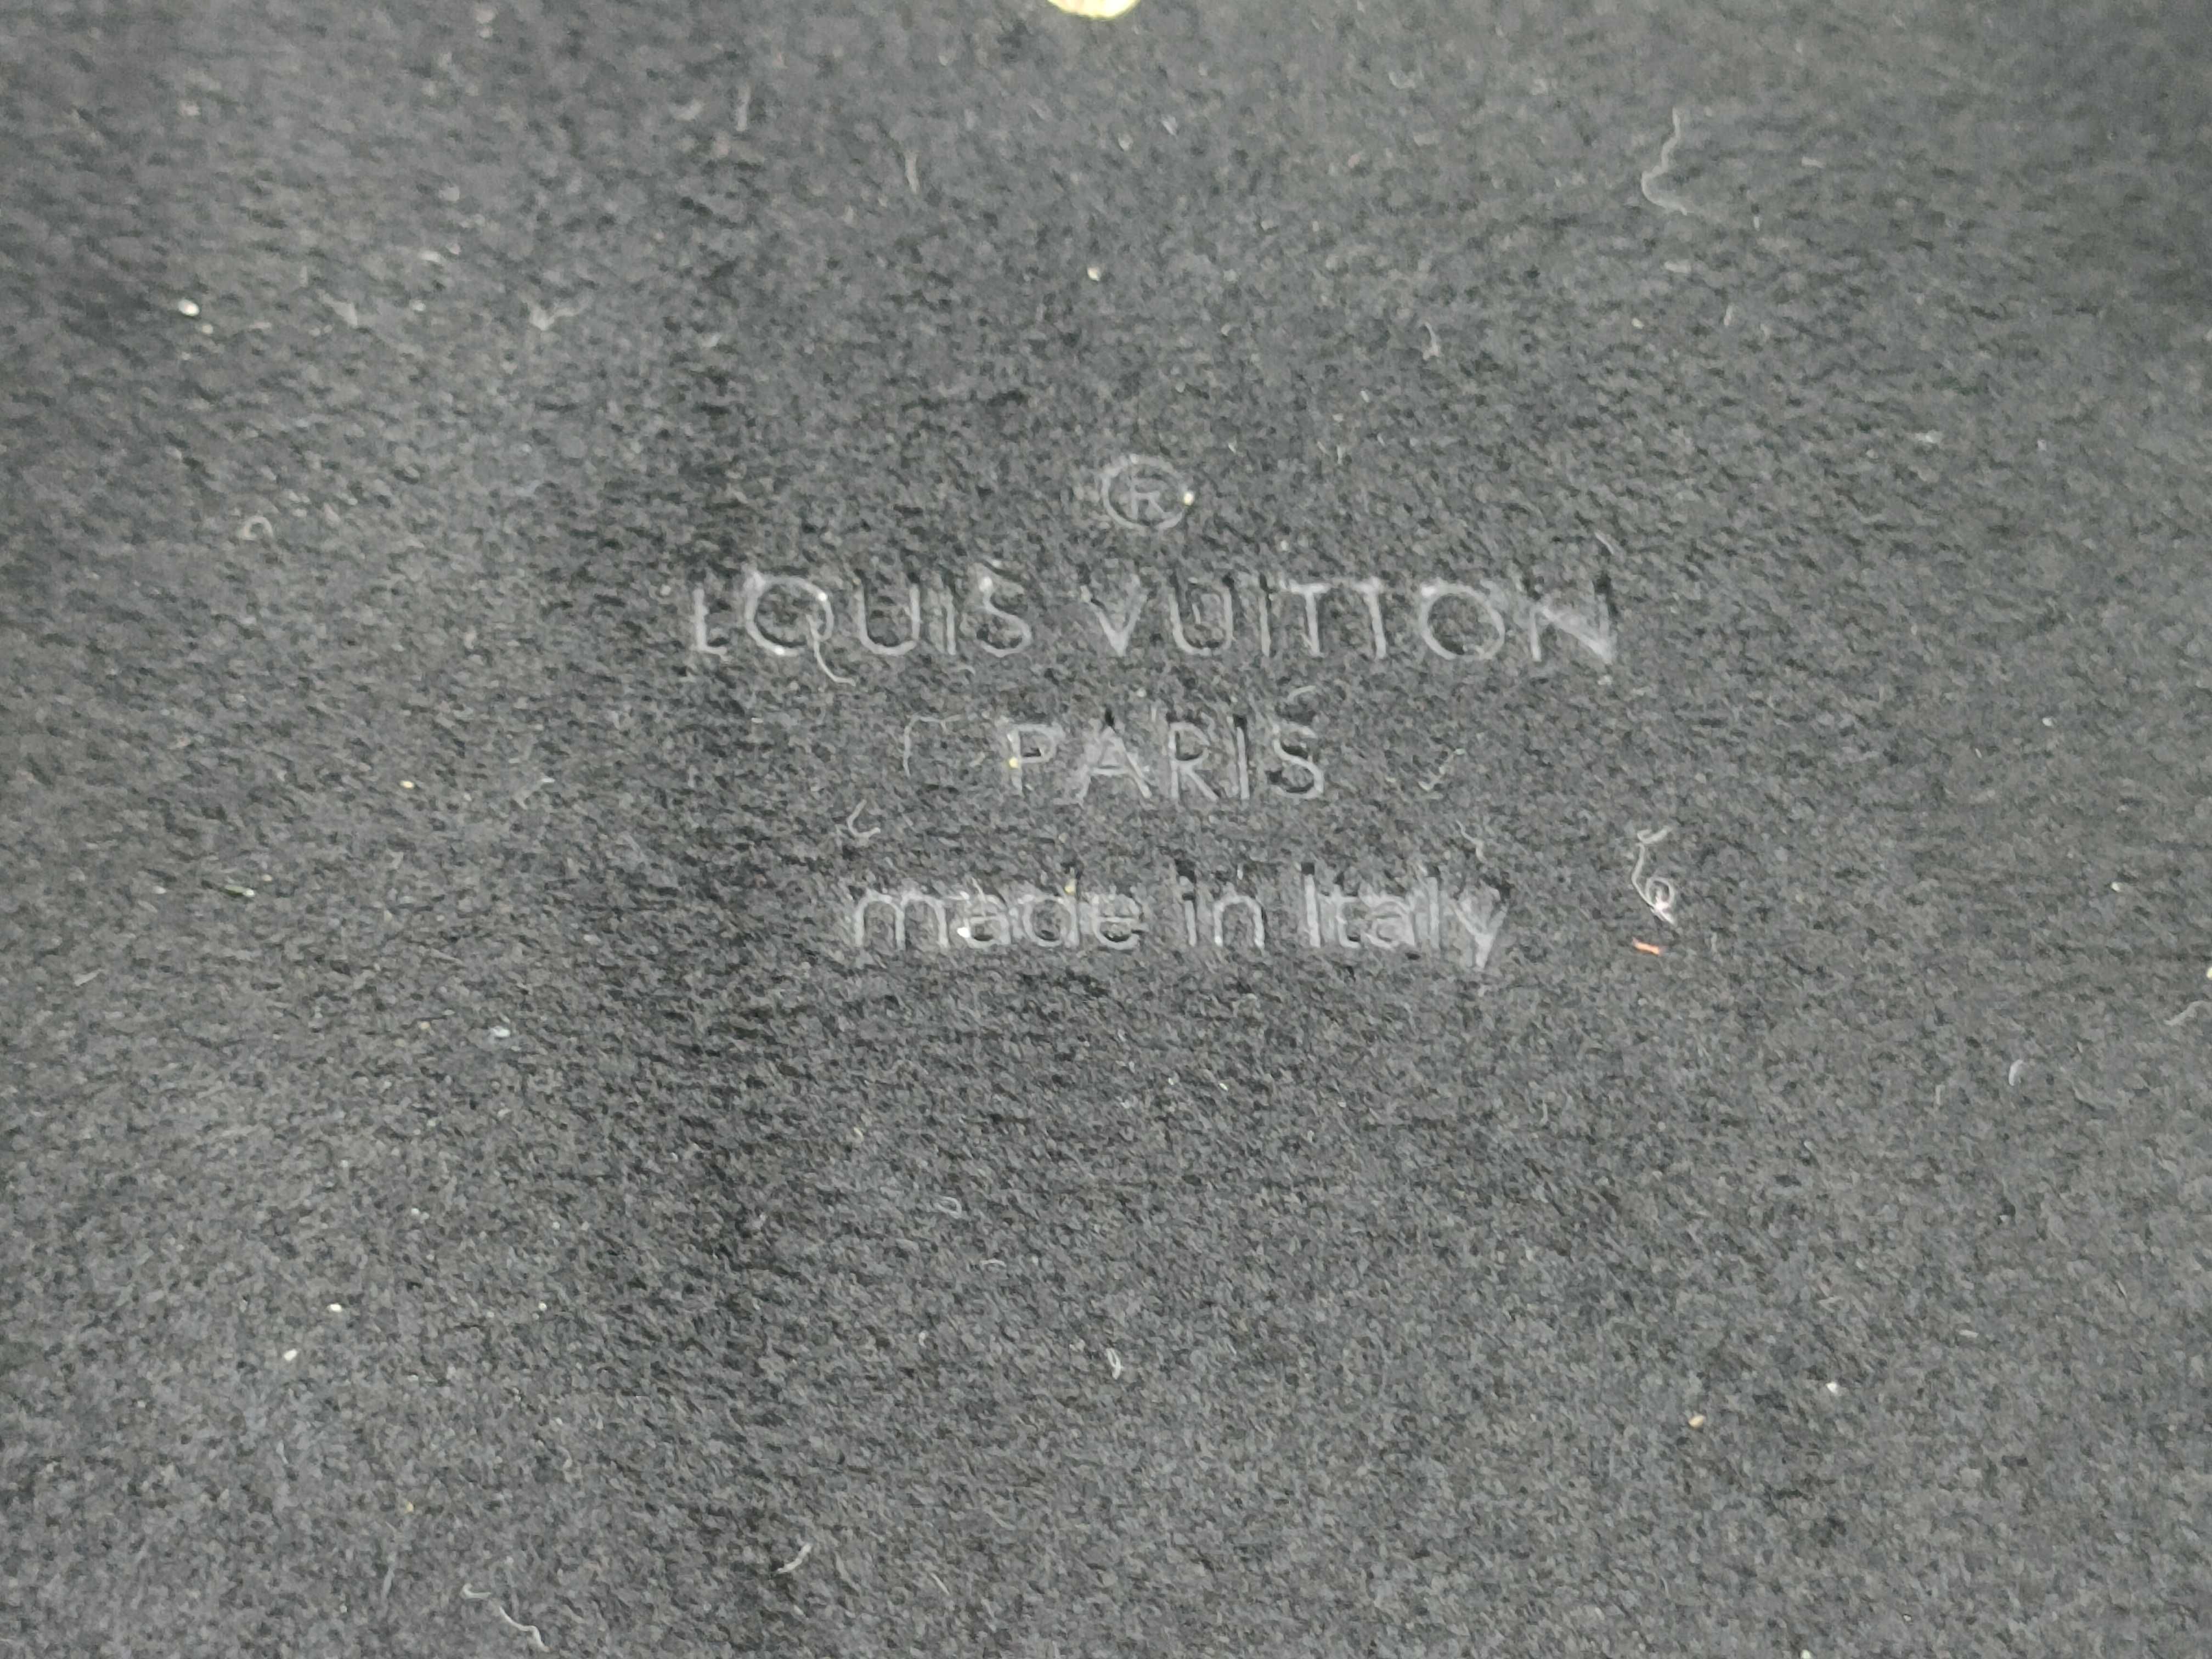 ®
LOUIS VUITTON
PARIS
made in Italy